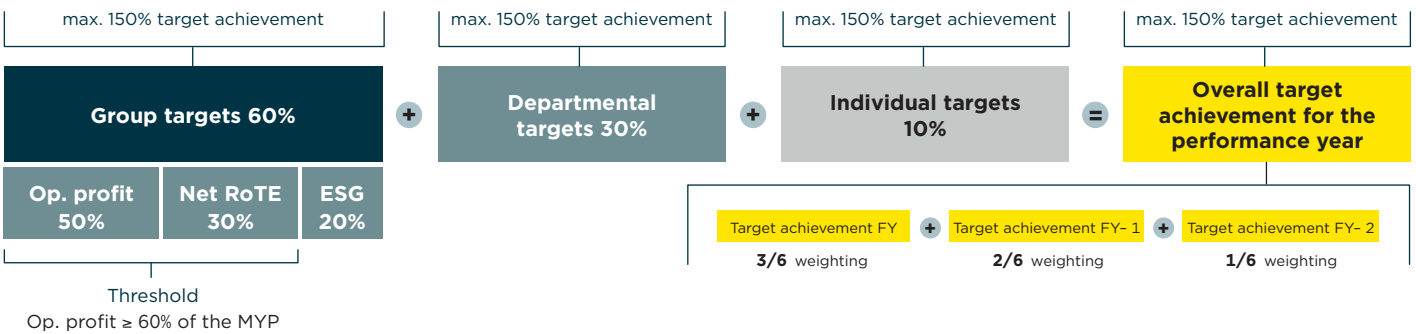 max. 150% target achievement
max. 150% target achievement
max. 150% target achievement
max. 150% target achievement
Group targets 60%
+
Departmental
targets 30%
+
Individual targets
10%
=
Overall target
achievement for the
performance year
Op. profit
50%
Net RoTE
30%
ESG
20%
Target achievement FY
+
Target achievement FY– 1
+
Target achievement FY– 2
3/6 weighting
2/6 weighting
1/6 weighting
Threshold
Op. profit ≥ 60% of the MYP